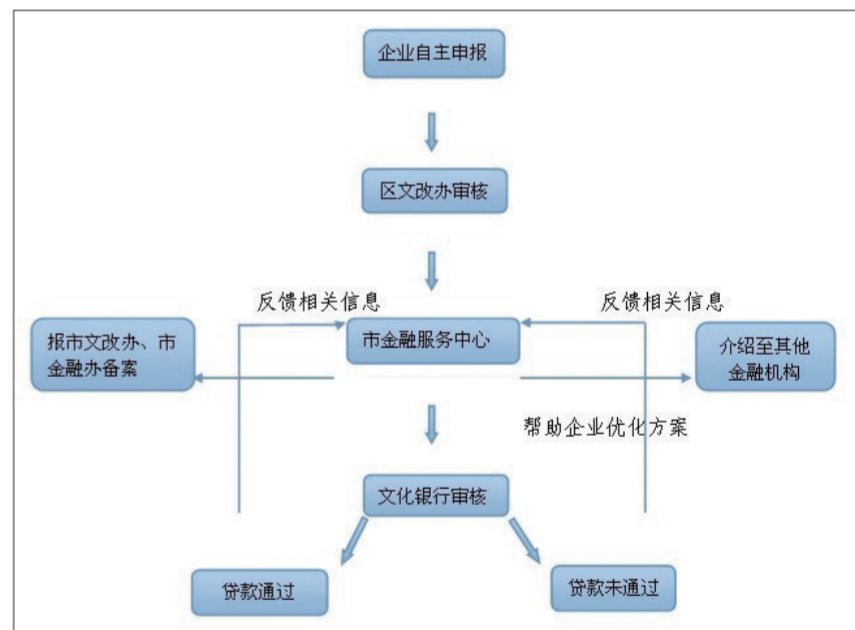 企业自主申报
区文改办审核
反馈相关信息
反馈相关信息
报市文改办、市
金融办备案
市金融服务中心
介绍至其他
金融机构
帮助企业优化方案
文化银行审核
贷款通过
贷款未通过